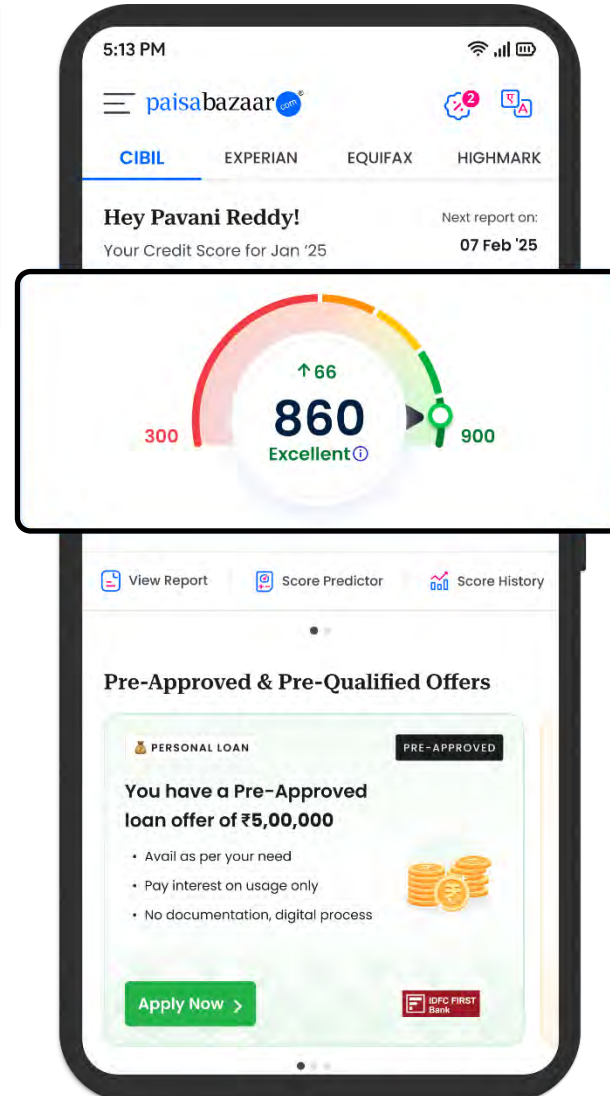 5:13 PM
paisabazaar.com®
2
ए A
CIBIL EXPERIAN EQUIFAX HIGHMARK
Hey Pavani Reddy!
Next report on:
Your Credit Score for Jan '25
07 Feb '25
↑66
860
Excellent
300
900
View Report
Score Predictor
Score History
Pre-Approved & Pre-Qualified Offers
PERSONAL LOAN
PRE-APPROVED
You have a Pre-Approved
loan offer of ₹5,00,000
• Avail as per your need
• Pay interest on usage only
• No documentation, digital process
₹
Apply Now >
IDFC FIRST
Bank